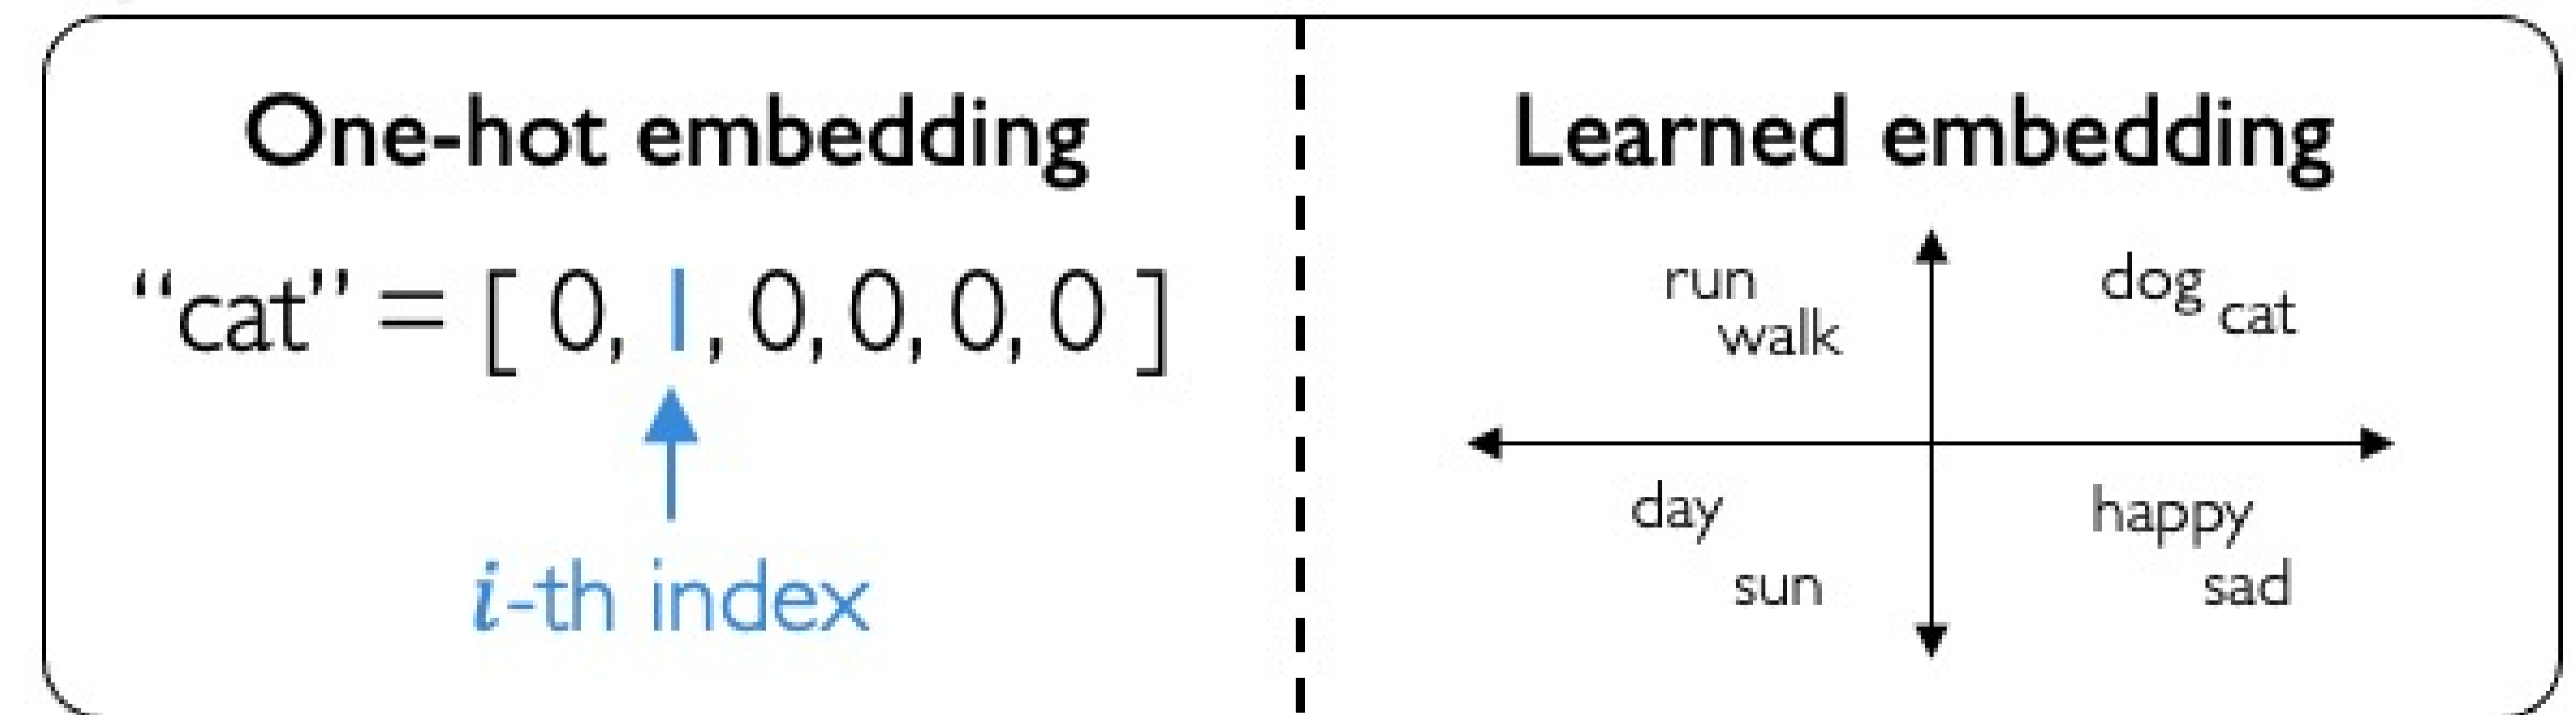 One-hot embedding
“cat” = [ 0, 1, 0, 0, 0, 0 ]
i-th index
Learned embedding
run
walk
dog
cat
day
sun
happy
sad